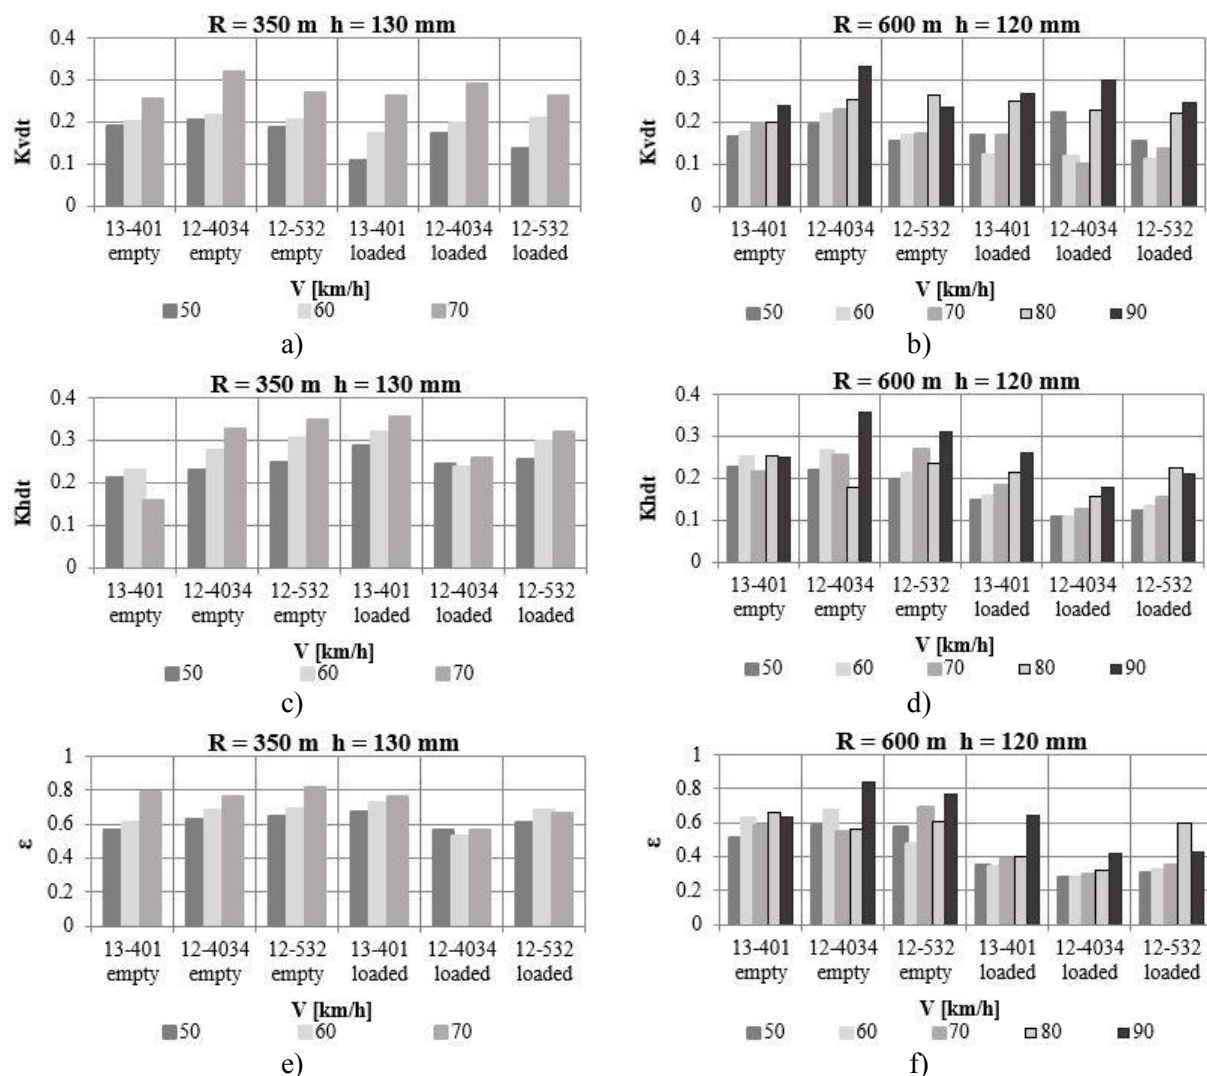 R = 350 m h = 130 mm
0.4
0.3
0.2
0.1
0
Kvdt
13-401 12-4034 12-532 13-401 12-4034 12-532
empty empty empty loaded loaded loaded
V [km/h]
50 60 70
a)
R = 600 m h = 120 mm
0.4
0.3
0.2
0.1
0
Kvdt
13-401 12-4034 12-532 13-401 12-4034 12-532
empty empty empty loaded loaded loaded
V [km/h]
50 60 70 80 90
b)
R = 350 m h = 130 mm
0.4
0.3
0.2
0.1
0
Khdt
13-401 12-4034 12-532 13-401 12-4034 12-532
empty empty empty loaded loaded loaded
V [km/h]
50 60 70
c)
R = 600 m h = 120 mm
0.4
0.3
0.2
0.1
0
Khdt
13-401 12-4034 12-532 13-401 12-4034 12-532
empty empty empty loaded loaded loaded
V [km/h]
50 60 70 80 90
d)
R = 350 m h = 130 mm
1
0.8
0.6
0.4
0.2
0
ε
13-401 12-4034 12-532 13-401 12-4034 12-532
empty empty empty loaded loaded loaded
V [km/h]
50 60 70
e)
R = 600 m h = 120 mm
1
0.8
0.6
0.4
0.2
0
ε
13-401 12-4034 12-532 13-401 12-4034 12-532
empty empty empty loaded loaded loaded
V [km/h]
50 60 70 80 90
f)